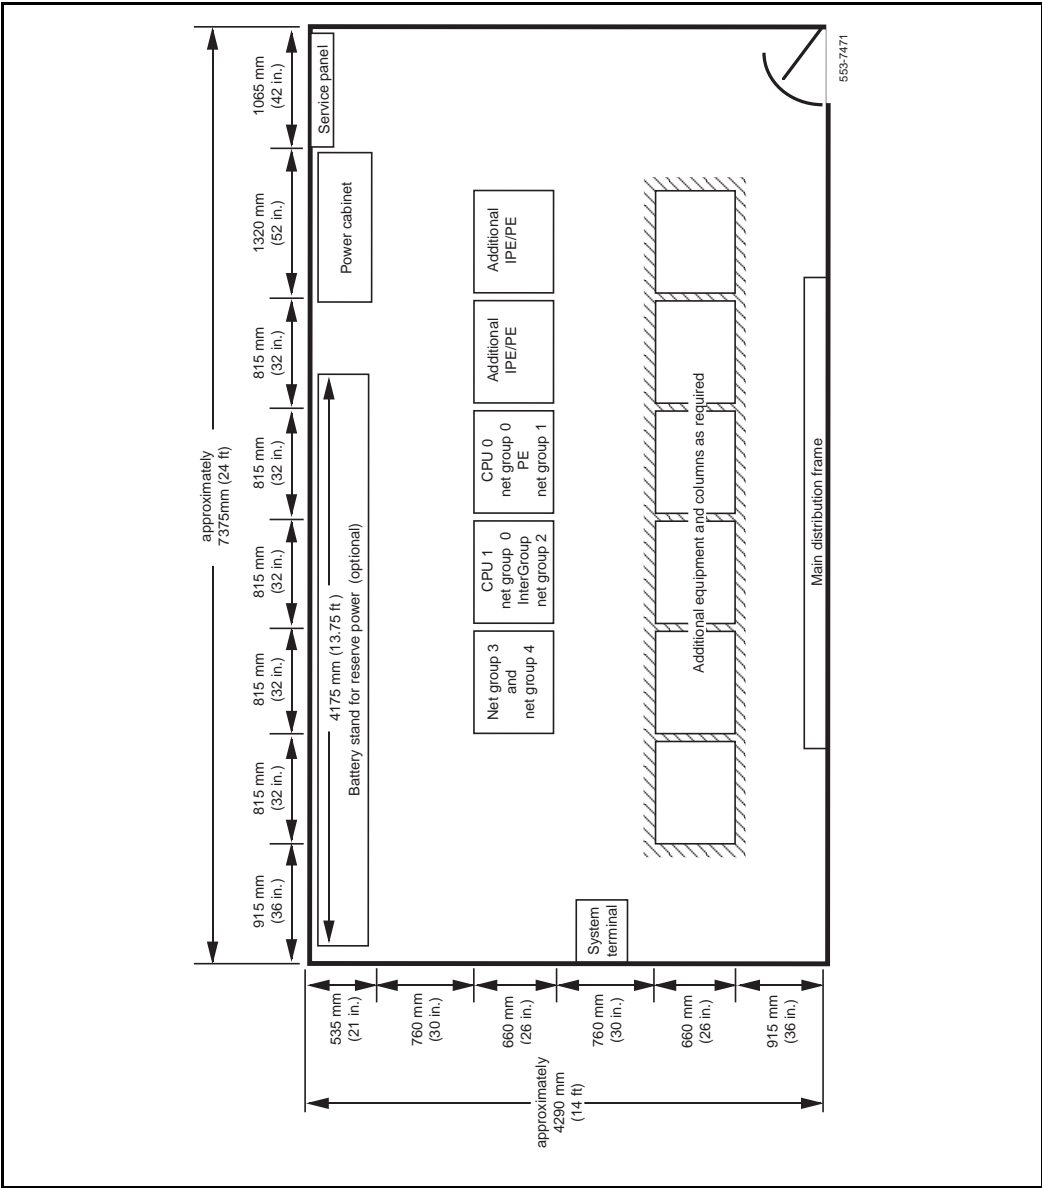 553-7471
Service panel
1065 mm
(42 in.)
Power cabinet
1320 mm
(52 in.)
Additional
IPE/PE
Additional
IPE/PE
815 mm
(32 in.)
CPU 0
net group 0
PE
net group 1
815 mm
(32 in.)
approximately
7375mm (24 ft)
CPU 1
net group 0
InterGroup
net group 2
815 mm
(32 in.)
4175 mm (13.75 ft )
Battery stand for reserve power (optional)
Net group 3
and
net group 4
815 mm
(32 in.)
Additional equipment and columns as required
Main distribution frame
815 mm
(32 in.)
915 mm
(36 in.)
System
terminal
535 mm
(21 in.)
760 mm
(30 in.)
660 mm
(26 in.)
760 mm
(30 in.)
660 mm
(26 in.)
915 mm
(36 in.)
approximately
4290 mm
(14 ft)